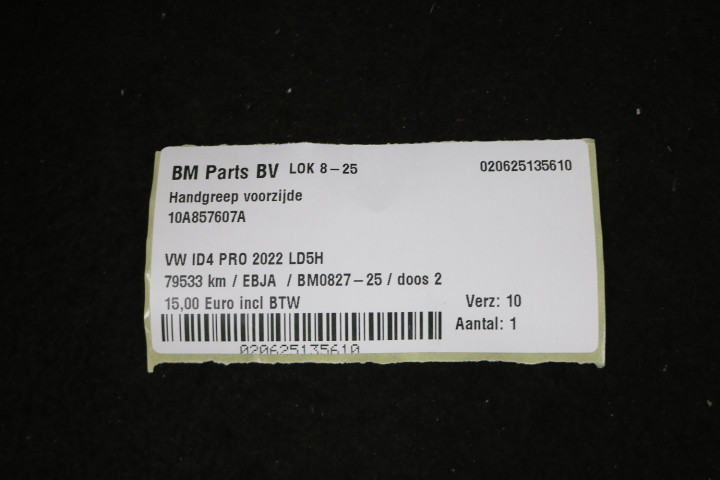 BM Parts BV LOK 8-25 020625135610
Handgreep voorzijde
10A857607A
VW ID4 PRO 2022 LD5H
79533 km / EBJA / BM0827-25 / doos 2
15,00 Euro incl BTW Verz: 10
Aantal: 1
020625135610